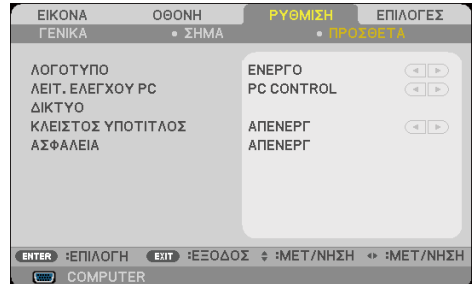 ΕΙΚΟΝΑ ΟΘΟΝΗ ΡΥΘΜΙΣΗ ΕΠΙΛΟΓΕΣ
ΓΕΝΙΚΑ • ΣΗΜΑ • ΠΡΟΣΘΕΤΑ
ΛΟΓΟΤΥΠΟ ΕΝΕΡΓΟ
ΛΕΙΤ. ΕΛΕΓΧΟΥ PC PC CONTROL
ΔΙΚΤΥΟ
ΚΛΕΙΣΤΟΣ ΥΠΟΤΙΤΛΟΣ ΑΠΕΝΕΡΓ
ΑΣΦΑΛΕΙΑ ΑΠΕΝΕΡΓ
ENTER :ΕΠΙΛΟΓΗ EXIT :ΕΞΟΔΟΣ :ΜΕΤ/ΝΗΣΗ :ΜΕΤ/ΝΗΣΗ
COMPUTER